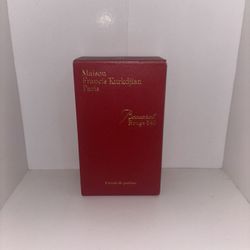 Maison
Francis Kurkdjian
Paris
Baccarat
Rouge 540
Extrait de parfum